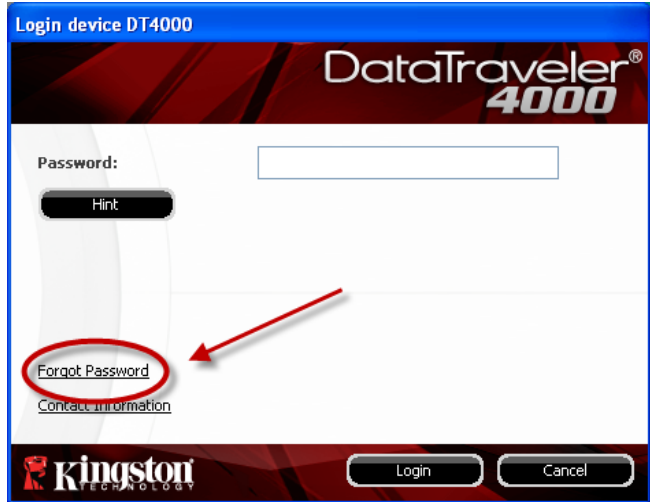 Login device DT4000
DataTraveler®
4000
Password:
Hint
Forgot Password
Contact Information
Kingston
TECHNOLOGY
Login
Cancel